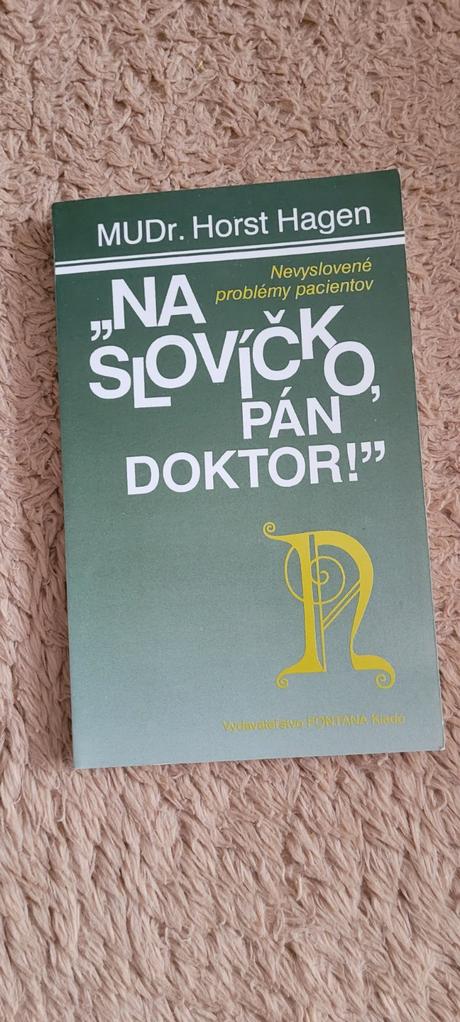 MUDr. Horst Hagen
Nevyslovené
problémy pacientov
„NA
SLOVÍČKO,
PÁN
DOKTOR!”
Vydavateľstvo FONTANA Kiadó